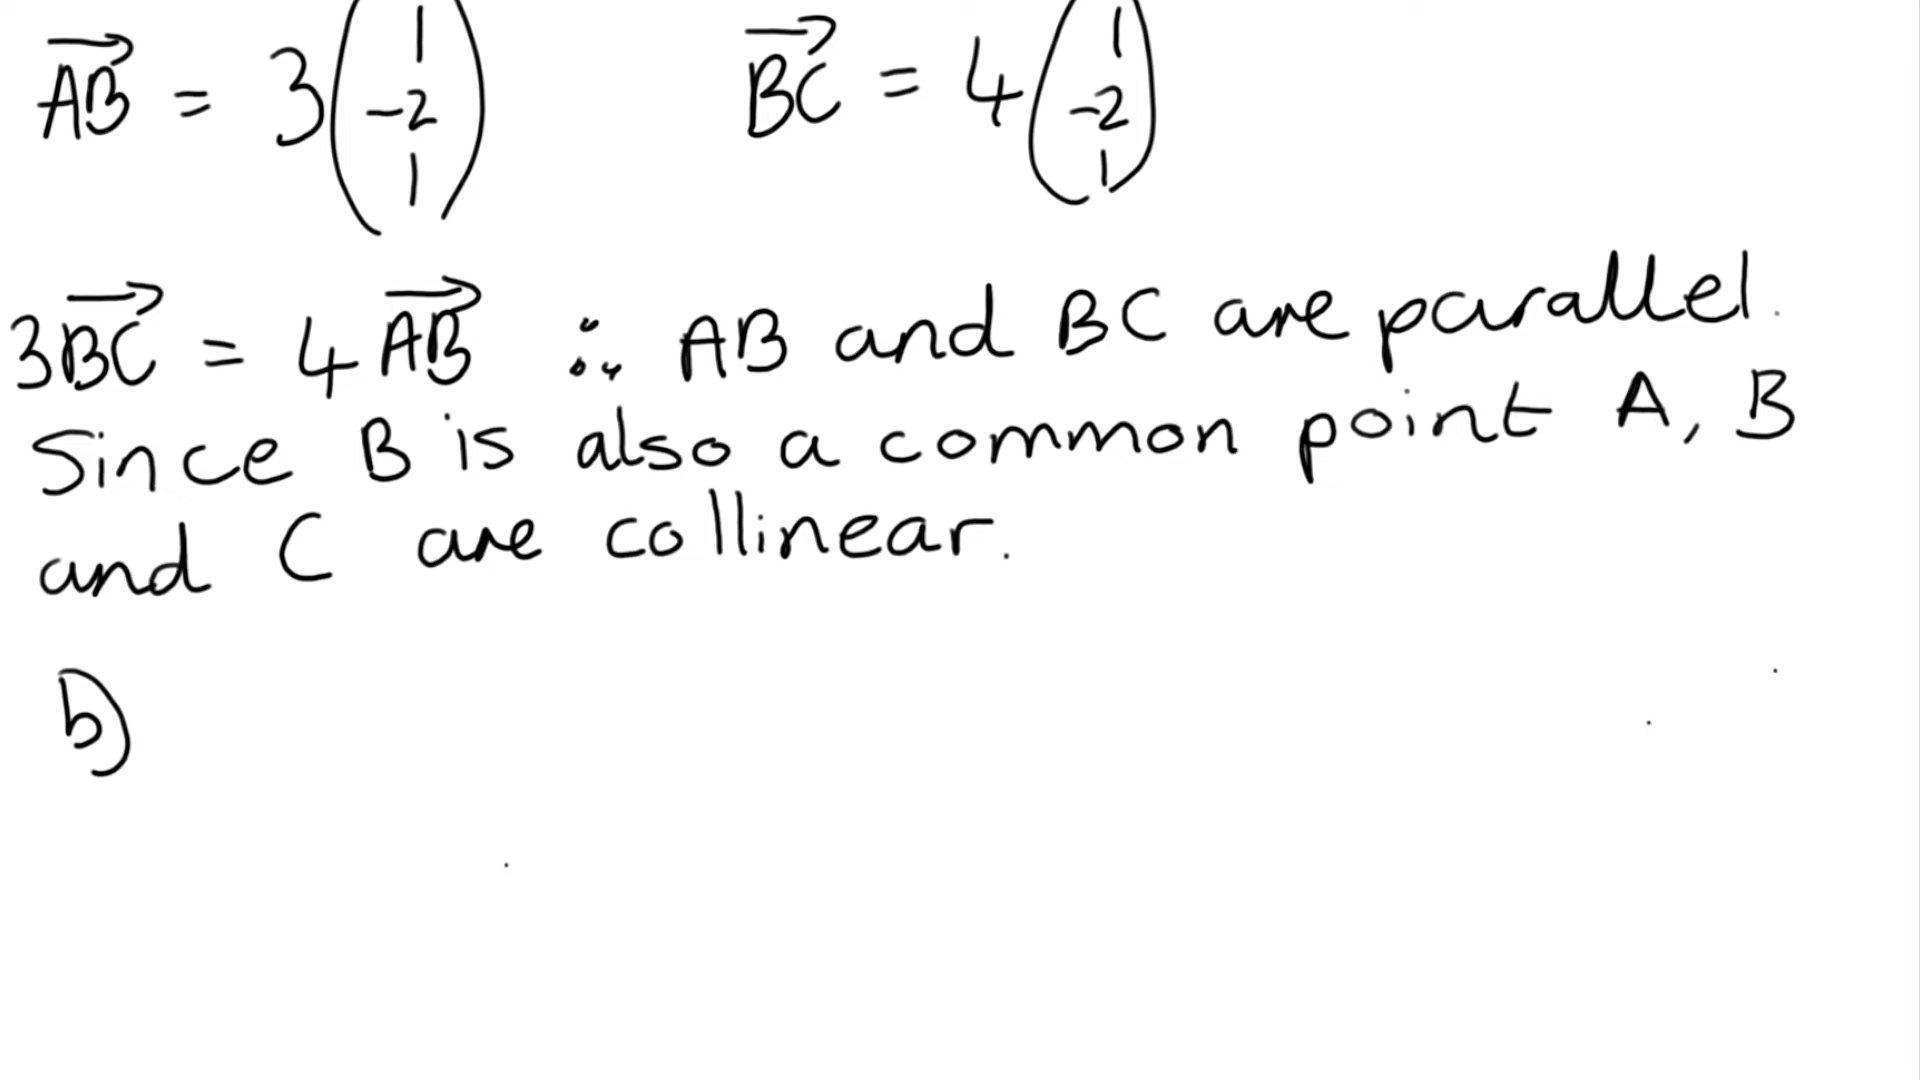 AB = 3(1 -2 1) BC = 4(1 -2 1)
3BC = 4AB ∴ AB and BC are parallel.
Since B is also a common point A, B
and C are collinear.
b)